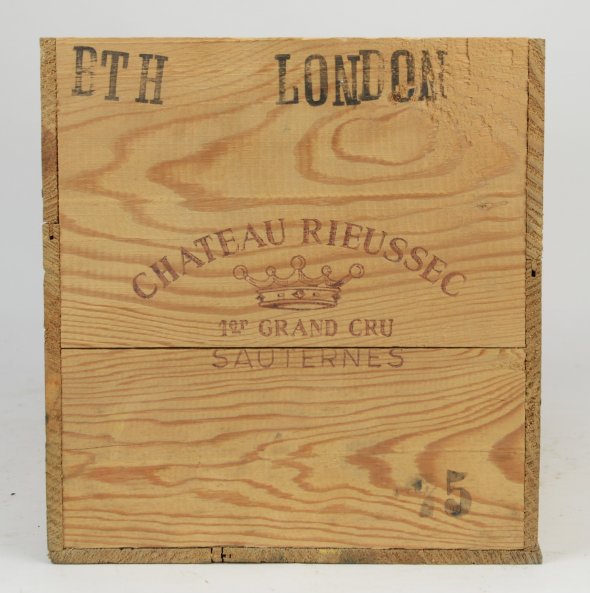 BTH LONDON
CHATEAU RIEUSSEC
1er GRAND CRU
SAUTERNES
75